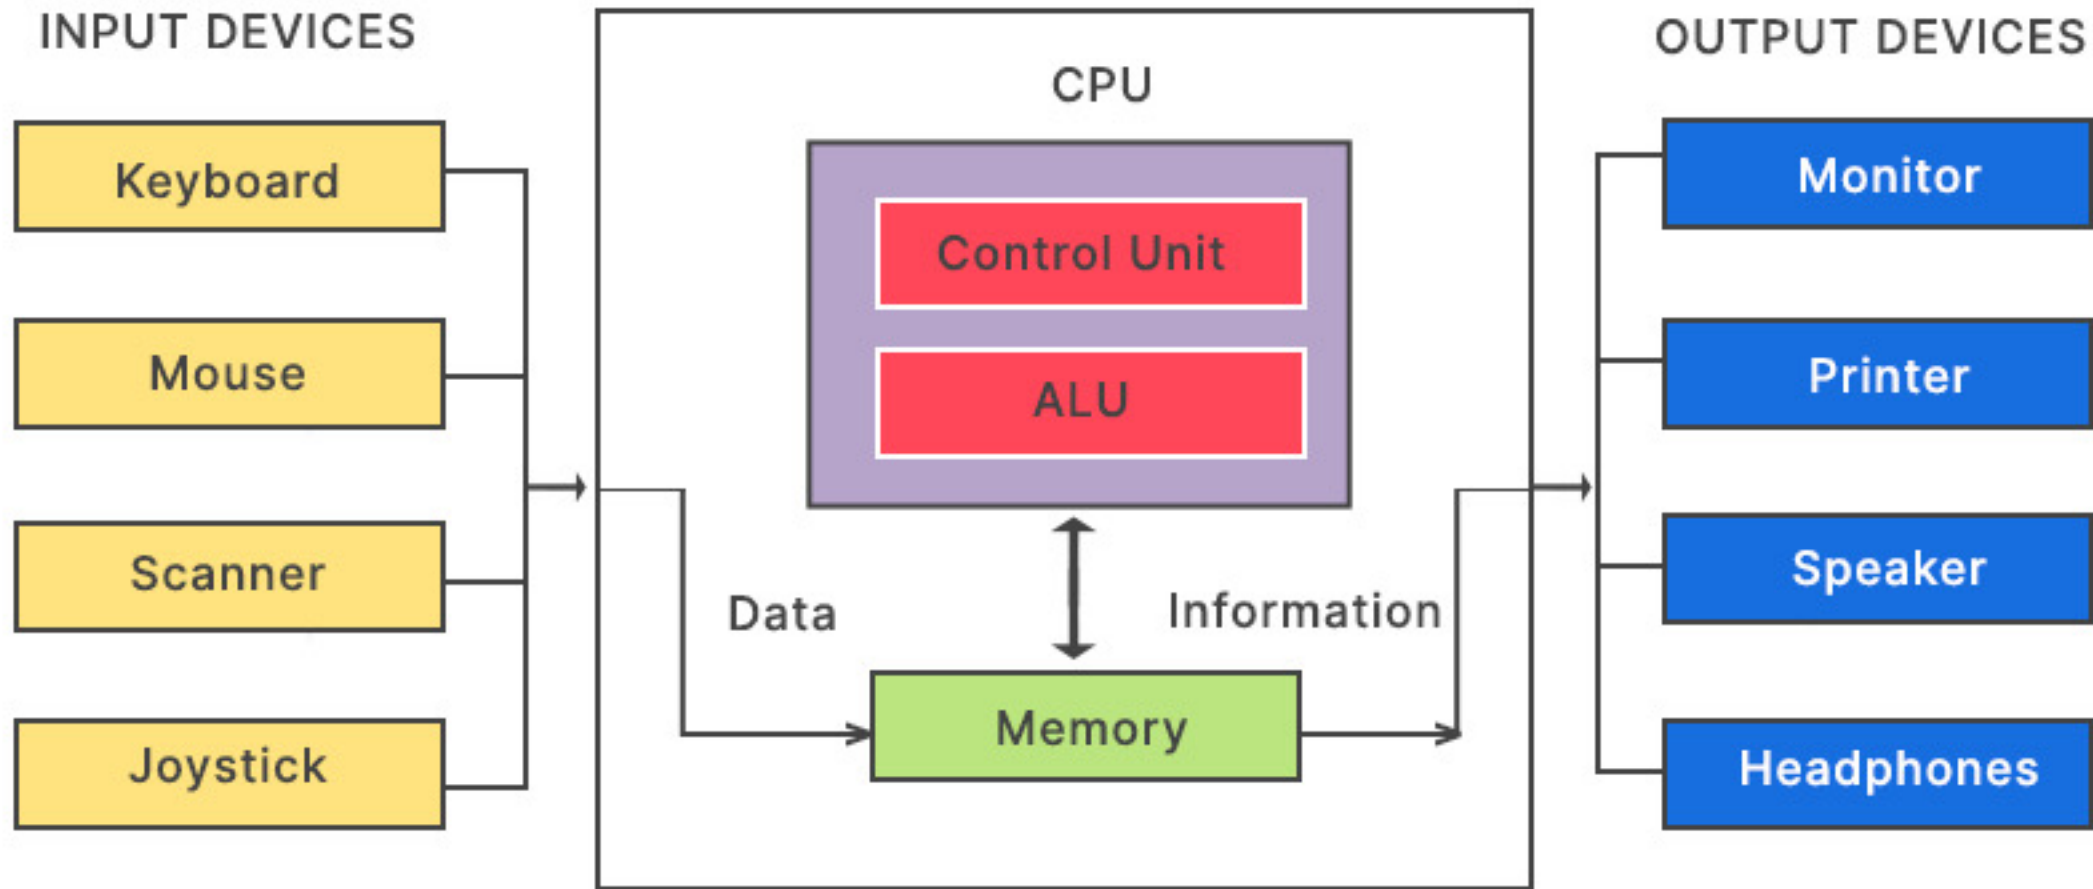 INPUT DEVICES
Keyboard
Mouse
Scanner
Joystick
CPU
Control Unit
ALU
Data
Information
Memory
OUTPUT DEVICES
Monitor
Printer
Speaker
Headphones